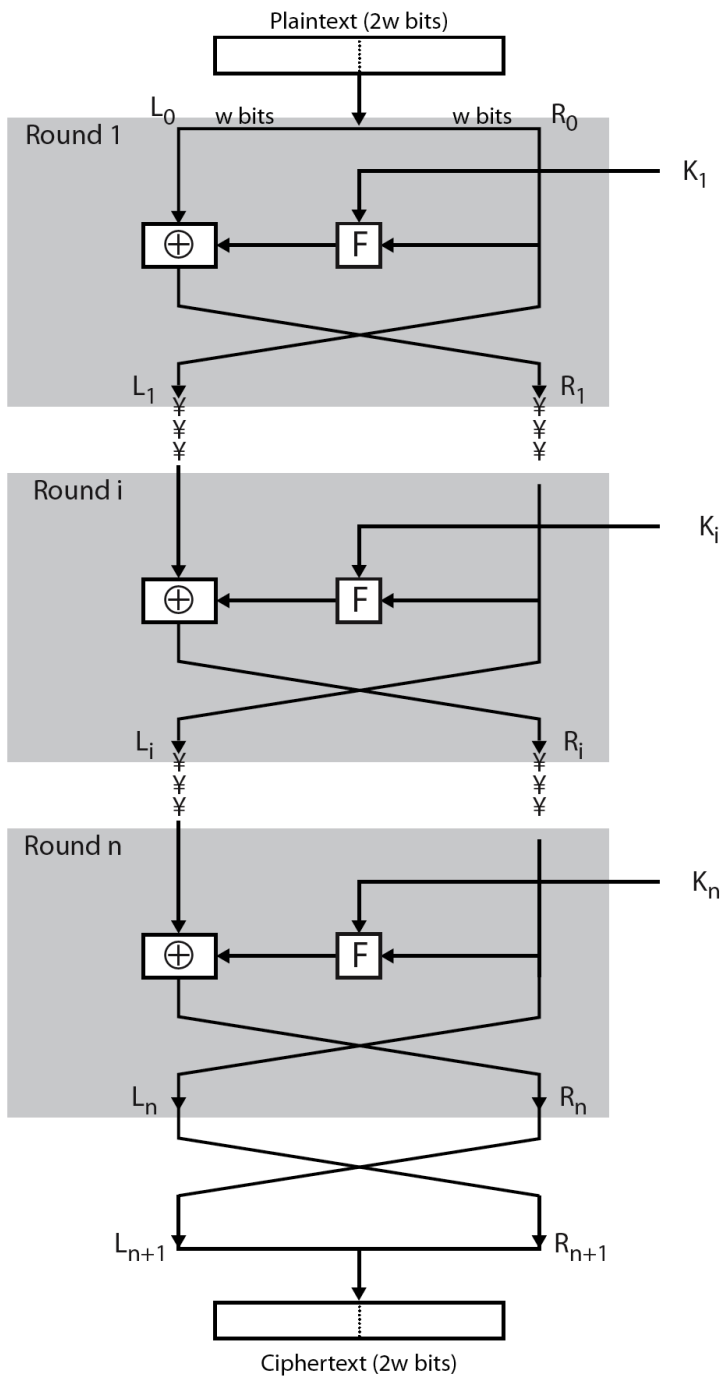 Plaintext (2w bits)
L₀ w bits w bits R₀
Round 1
K₁
⊕ F
L₁ R₁
¥ ¥
¥ ¥
¥ ¥
Round i
Kᵢ
⊕ F
Lᵢ Rᵢ
¥ ¥
¥ ¥
¥ ¥
Round n
Kₙ
⊕ F
Lₙ Rₙ
Lₙ₊₁ Rₙ₊₁
Ciphertext (2w bits)